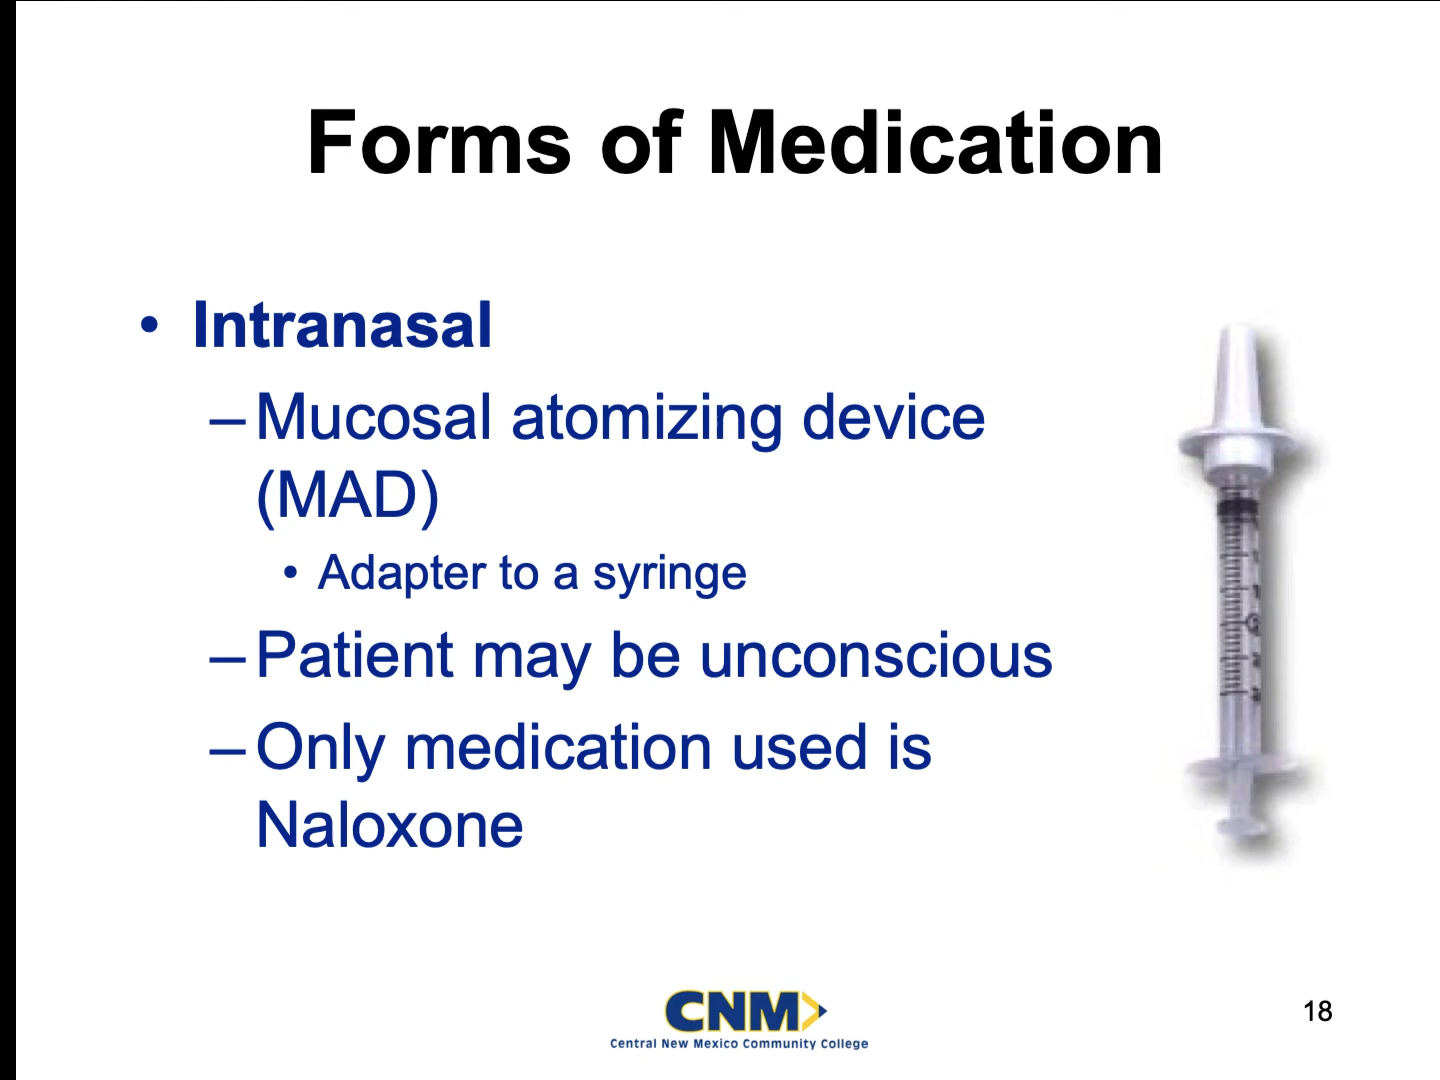 Forms of Medication
• Intranasal
– Mucosal atomizing device
(MAD)
• Adapter to a syringe
– Patient may be unconscious
– Only medication used is
Naloxone
CNM
Central New Mexico Community College
18